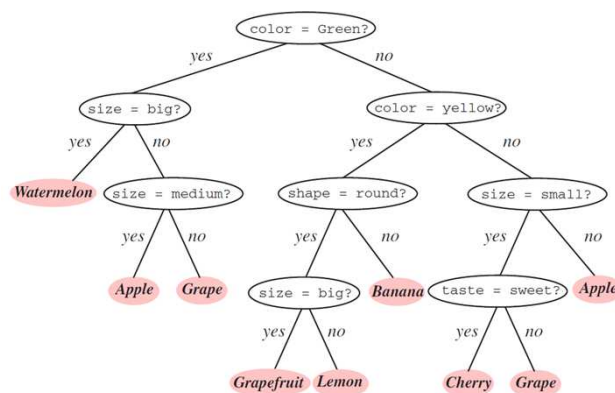 color = Green?
yes no
size = big? color = yellow?
yes no yes no
Watermelon size = medium? shape = round? size = small?
yes no yes no yes no
Apple Grape size = big? Banana taste = sweet? Apple
yes no yes no
Grapefruit Lemon Cherry Grape